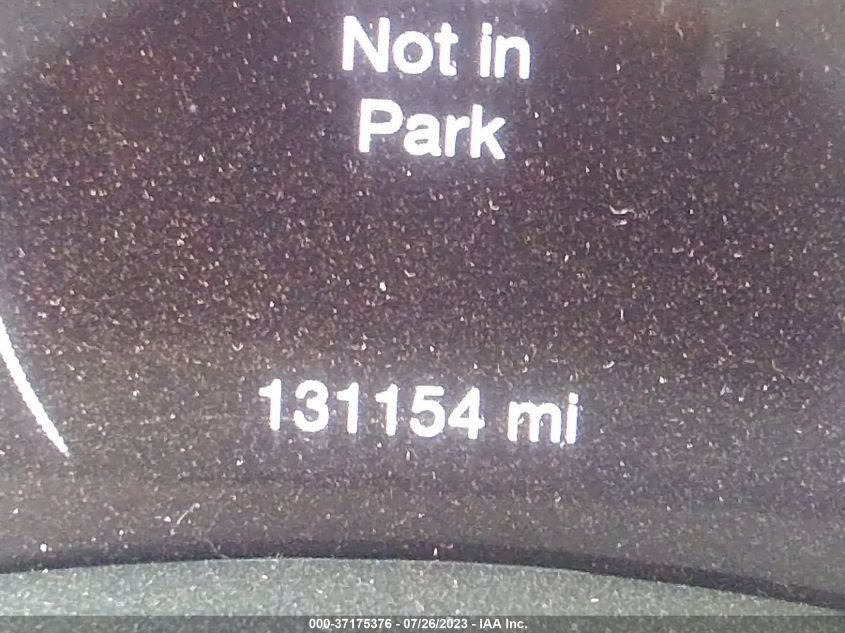 Not in
Park
131154 mi
000-37175376 - 07/26/2023 - IAA Inc.